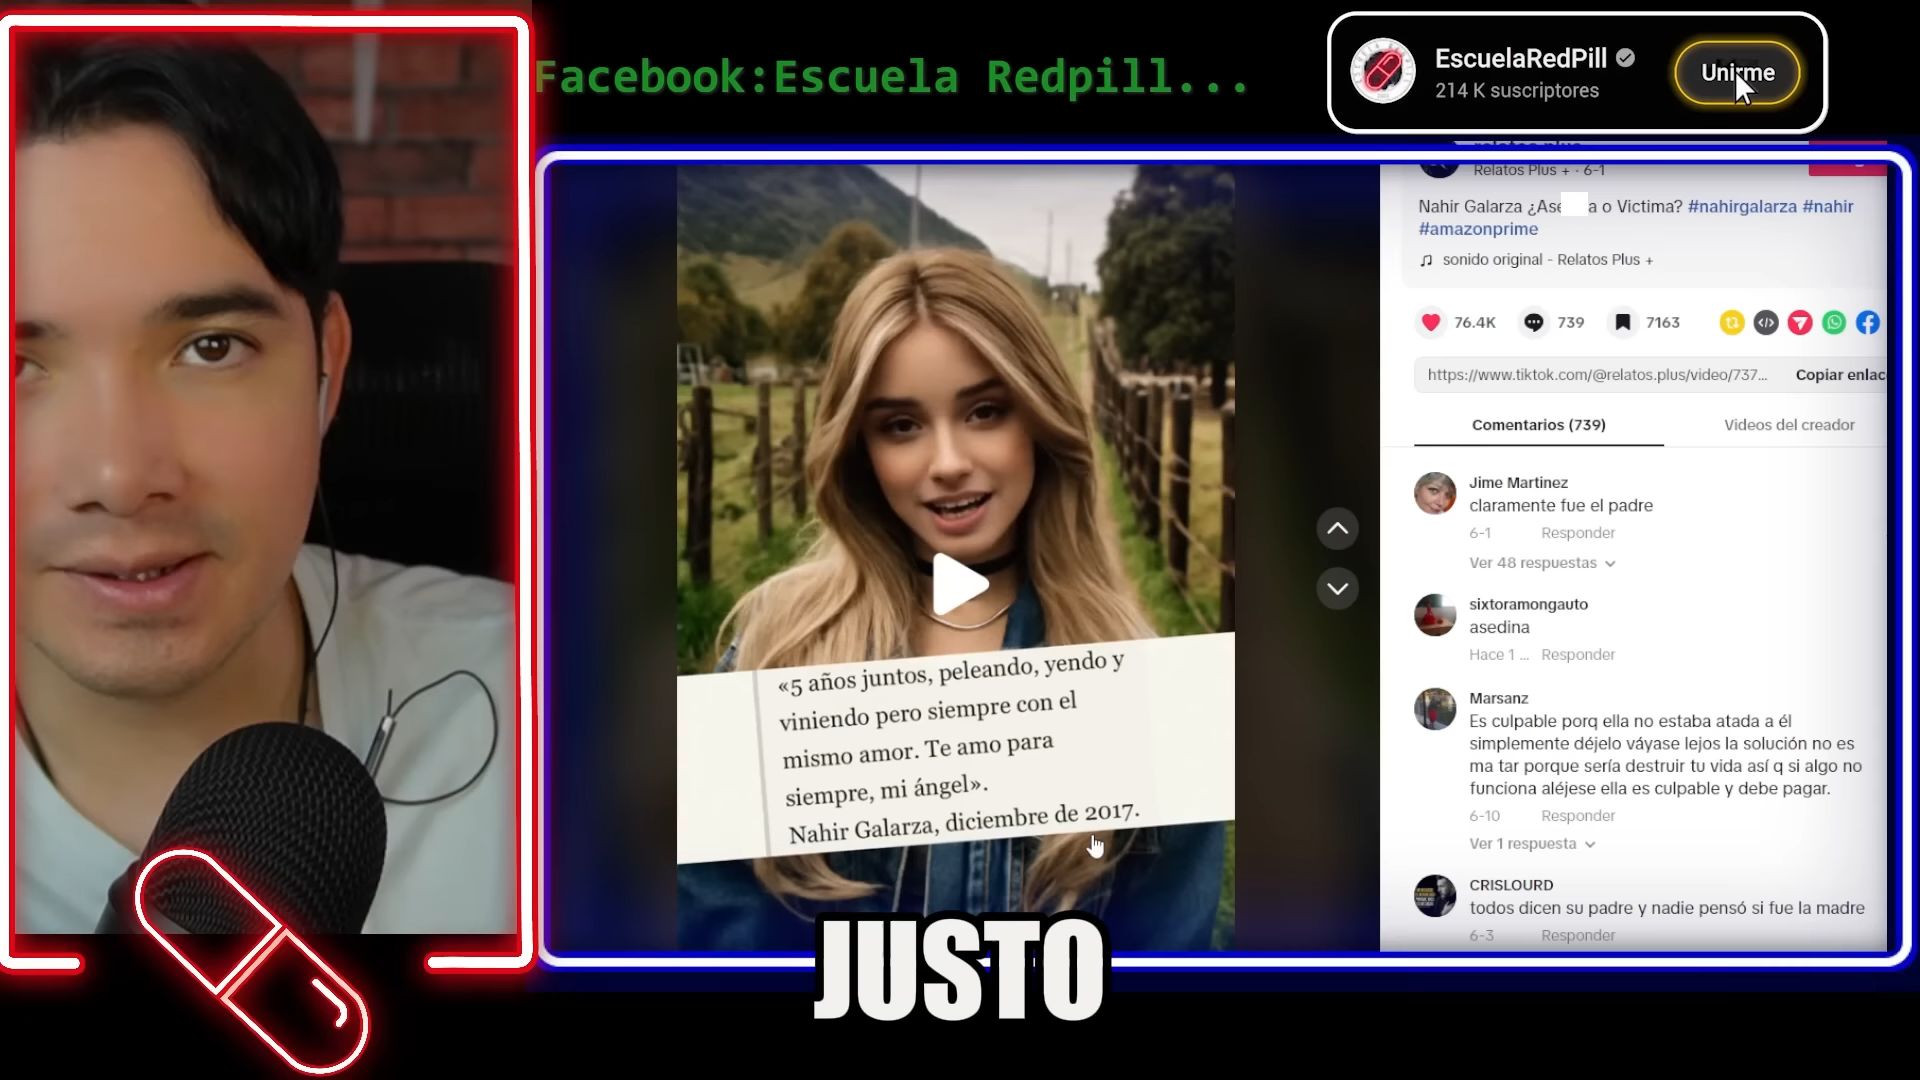 Facebook:Escuela Redpill...
EscuelaRedPill
214 K suscriptores
Unirme
Relatos Plus + · 6-1
Nahir Galarza ¿Ase a o Victima? #nahirgalarza #nahir
#amazonprime
sonido original - Relatos Plus +
76.4K
739
7163
https://www.tiktok.com/@relatos.plus/video/737...
Copiar enlac
Comentarios (739)
Videos del creador
Jime Martinez
claramente fue el padre
6-1 Responder
Ver 48 respuestas
sixtoramongauto
asedina
Hace 1 ... Responder
Marsanz
Es culpable porq ella no estaba atada a él
simplemente déjelo váyase lejos la solución no es
ma tar porque sería destruir tu vida así q si algo no
funciona aléjese ella es culpable y debe pagar.
6-10 Responder
Ver 1 respuesta
CRISLOURD
todos dicen su padre y nadie pensó si fue la madre
6-3 Responder
«5 años juntos, peleando, yendo y
viniendo pero siempre con el
mismo amor. Te amo para
siempre, mi ángel».
Nahir Galarza, diciembre de 2017.
JUSTO